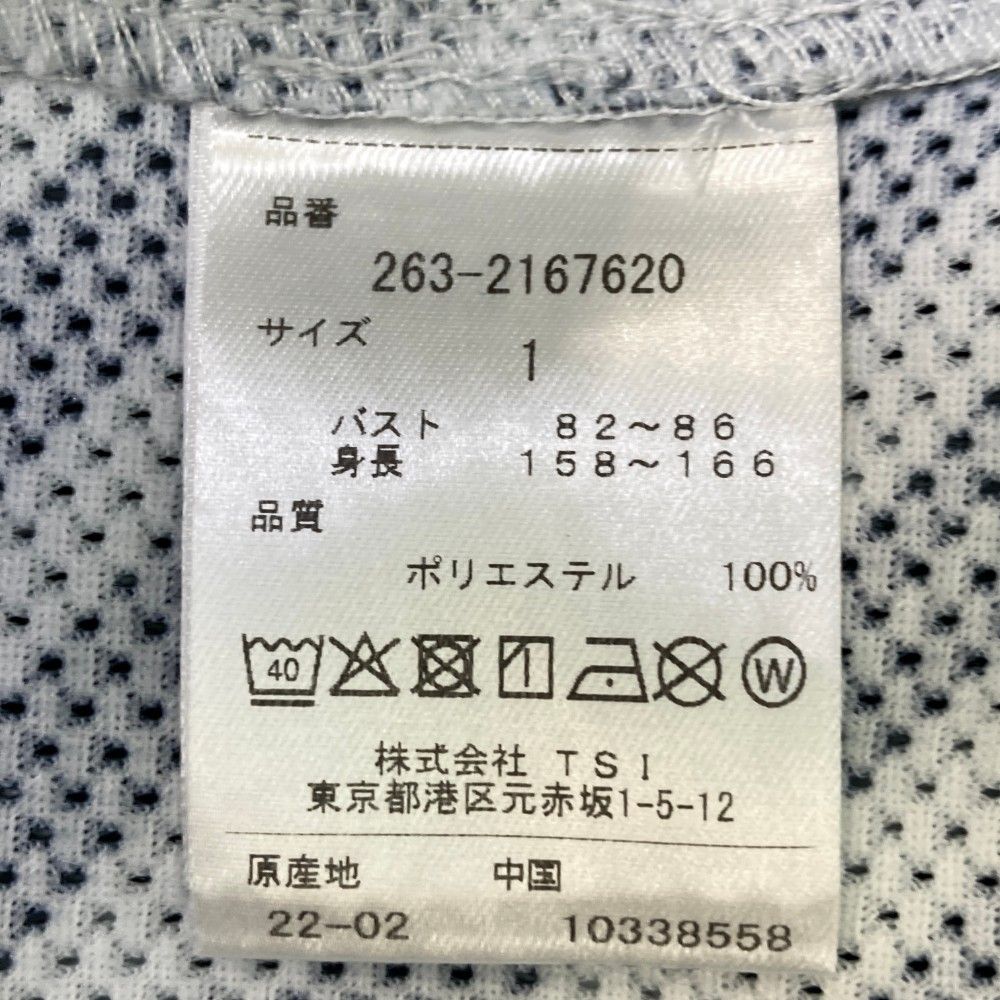 品番
263-2167620
サイズ
1
バスト 82〜86
身長 158〜166
品質
ポリエステル 100%
40 W
株式会社 TSI
東京都港区元赤坂1-5-12
原産地 中国
22-02 10338558